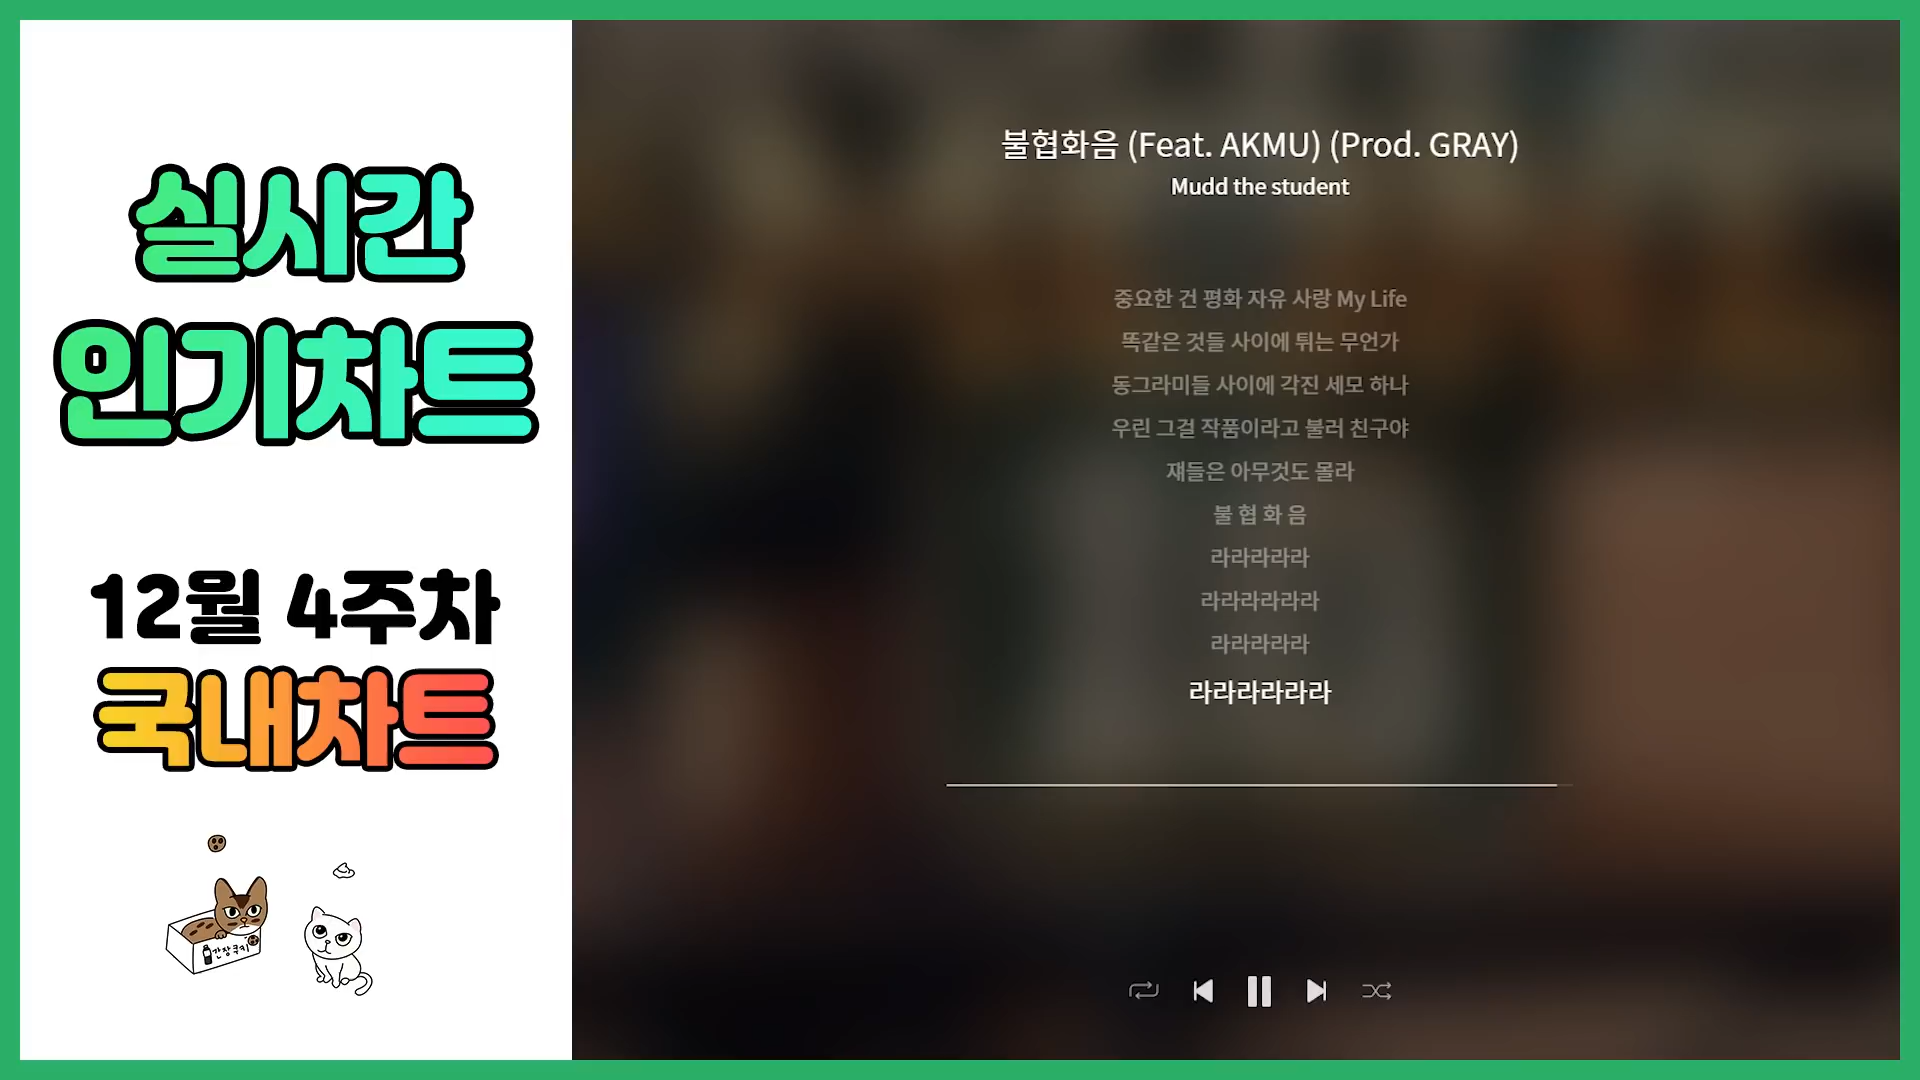 실시간
인기차트
12월 4주차
국내차트
간장쿠키
불협화음 (Feat. AKMU) (Prod. GRAY)
Mudd the student
중요한 건 평화 자유 사랑 My Life
똑같은 것들 사이에 튀는 무언가
동그라미들 사이에 각진 세모 하나
우린 그걸 작품이라고 불러 친구야
쟤들은 아무것도 몰라
불 협 화 음
라라라라라
라라라라라라
라라라라라
라라라라라라